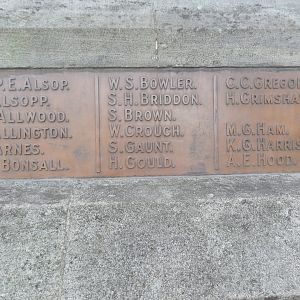 P.E. ALSOP.
ALSOPP.
ALLWOOD.
ALLINGTON.
ARNES.
BONSALL.
W.S. BOWLER.
S.H. BRIDDON.
S. BROWN.
W. CROUCH.
S. GAUNT.
H. GOULD.
C.C. GREGO
H. GRIMSHA
M.G. HAM.
K.G. HARRIS
A.E. HOOD.